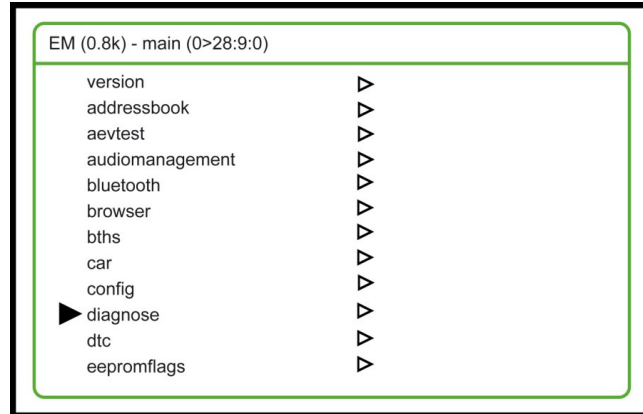 EM (0.8k) - main (0>28:9:0)
version
addressbook
aevtest
audiomanagement
bluetooth
browser
bths
car
config
diagnose
dtc
eepromflags